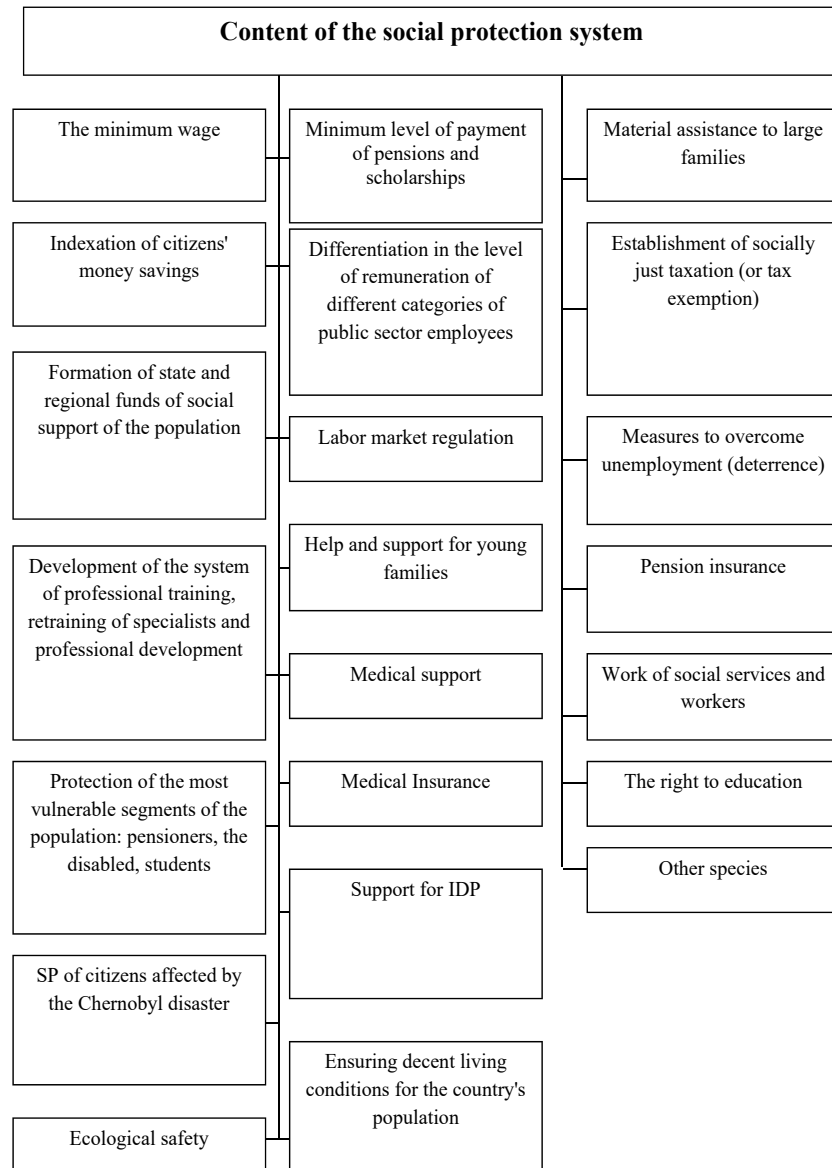 Content of the social protection system
The minimum wage
Indexation of citizens'
money savings
Formation of state and
regional funds of social
support of the population
Development of the system
of professional training,
retraining of specialists and
professional development
Protection of the most
vulnerable segments of the
population: pensioners, the
disabled, students
SP of citizens affected by
the Chernobyl disaster
Ecological safety
Minimum level of payment
of pensions and
scholarships
Differentiation in the level
of remuneration of
different categories of
public sector employees
Labor market regulation
Help and support for young
families
Medical support
Medical Insurance
Support for IDP
Ensuring decent living
conditions for the country's
population
Material assistance to large
families
Establishment of socially
just taxation (or tax
exemption)
Measures to overcome
unemployment (deterrence)
Pension insurance
Work of social services and
workers
The right to education
Other species